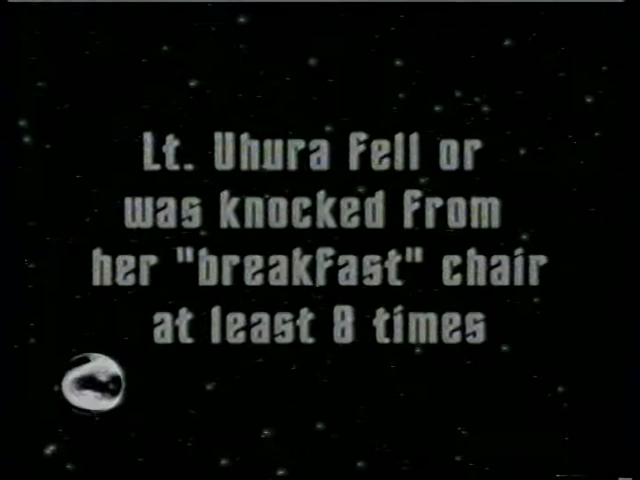 Lt. Uhura fell or
was knocked from
her "breakfast" chair
at least 8 times